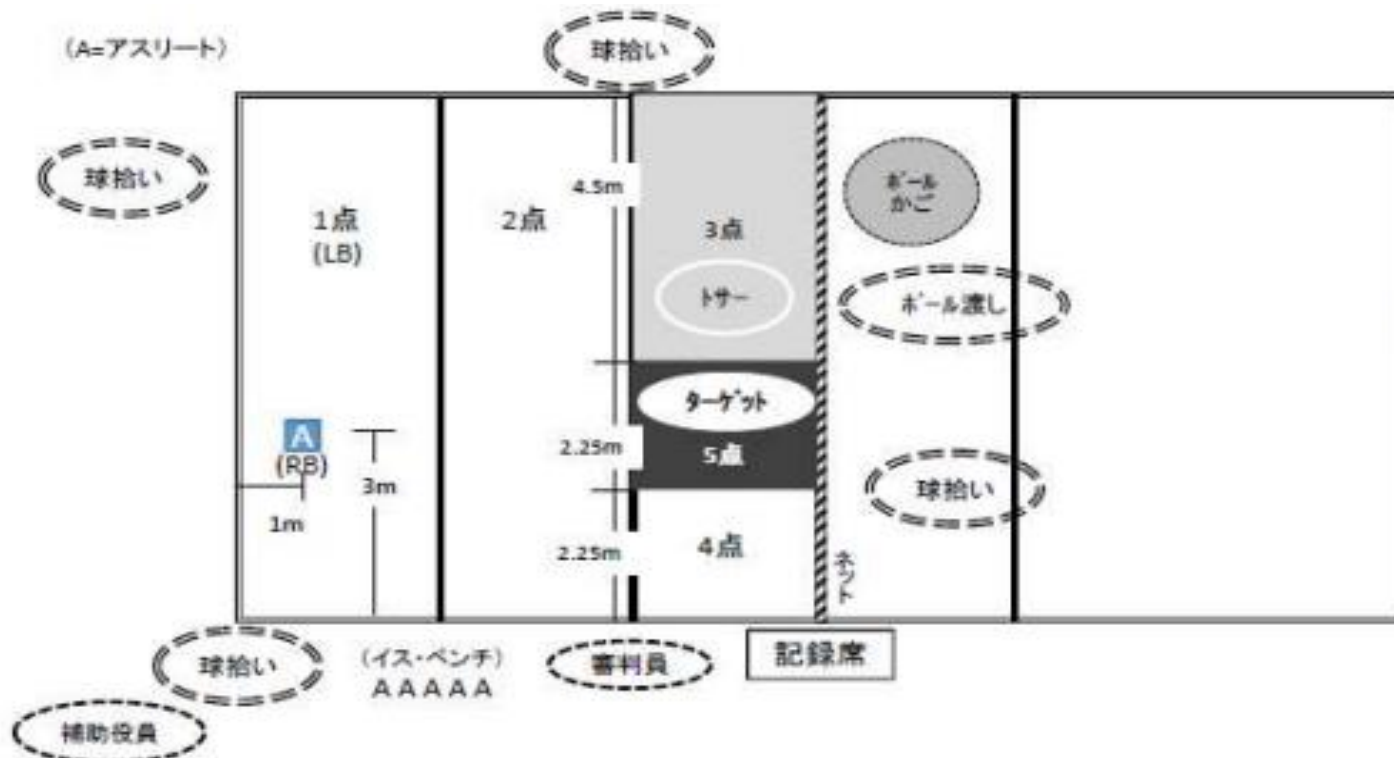 (A=アスリート)
球拾い
球拾い
4.5m
ボール
かご
1点
(LB)
2点
3点
トサー
ボール渡し
ターゲット
A
(RB)
2.25m
5点
3m
球拾い
1m
2.25m
4点
ネット
球拾い
(イス・ベンチ)
AAAAA
審判員
記録席
補助役員